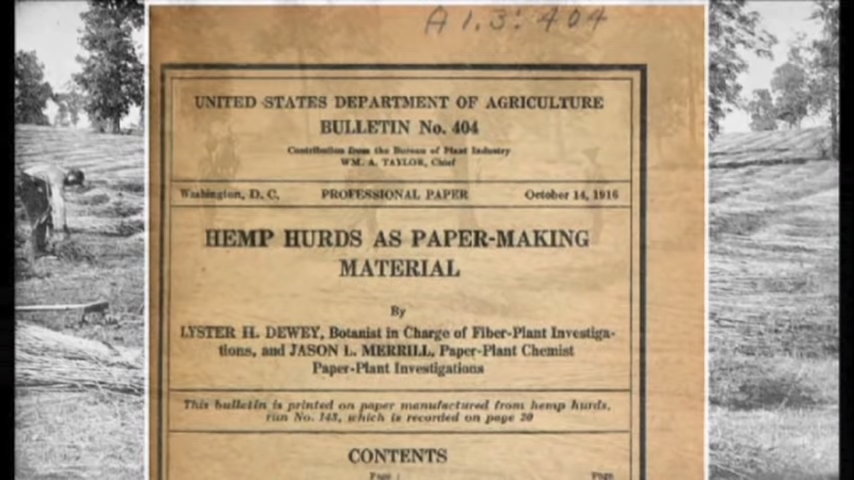 A 1.3: 404
UNITED STATES DEPARTMENT OF AGRICULTURE
BULLETIN No. 404
Contribution from the Bureau of Plant Industry
WM. A. TAYLOR, Chief
Washington, D. C. PROFESSIONAL PAPER October 14, 1916
HEMP HURDS AS PAPER-MAKING
MATERIAL
By
LYSTER H. DEWEY, Botanist in Charge of Fiber-Plant Investiga-
tions, and JASON L. MERRILL, Paper-Plant Chemist
Paper-Plant Investigations
This bulletin is printed on paper manufactured from hemp hurds,
run No. 143, which is recorded on page 20
CONTENTS
Page Page